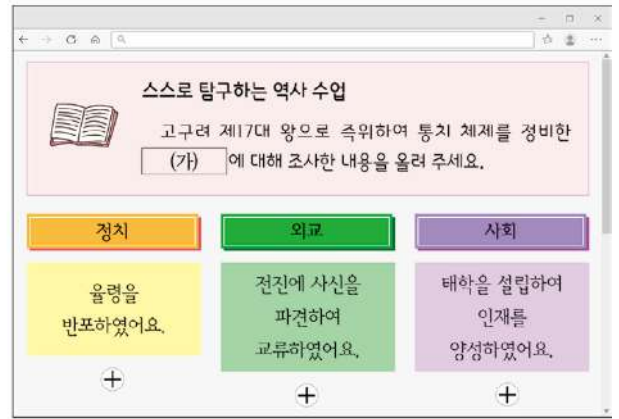 스스로 탐구하는 역사 수업
고구려 제17대 왕으로 즉위하여 통치 체제를 정비한
(가) 에 대해 조사한 내용을 올려 주세요.
정치
외교
사회
율령을
반포하였어요.
전진에 사신을
파견하여
교류하였어요.
태학을 설립하여
인재를
양성하였어요.